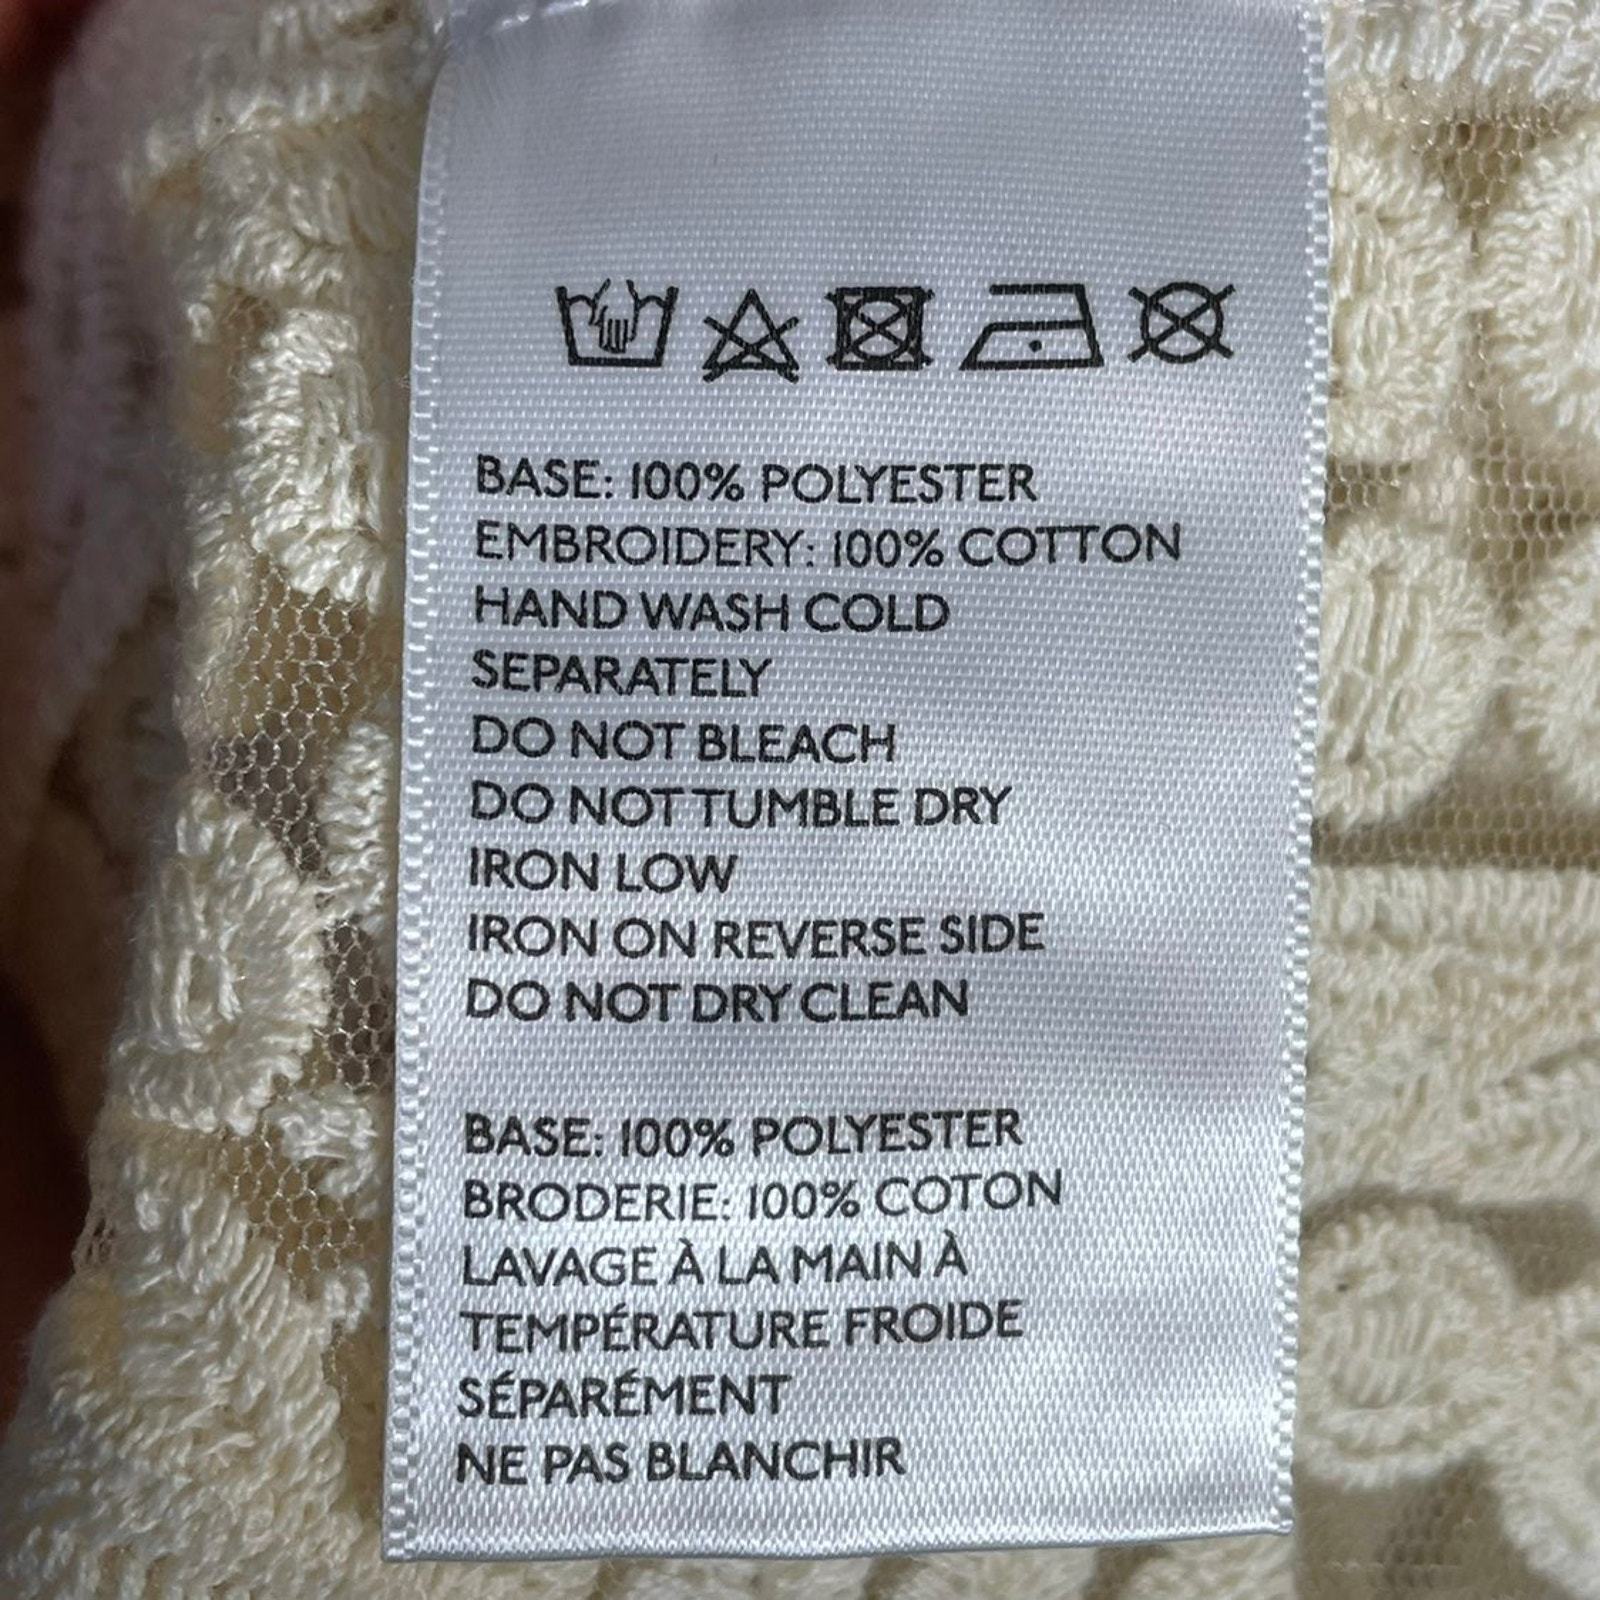 BASE: 100% POLYESTER
EMBROIDERY: 100% COTTON
HAND WASH COLD
SEPARATELY
DO NOT BLEACH
DO NOT TUMBLE DRY
IRON LOW
IRON ON REVERSE SIDE
DO NOT DRY CLEAN
BASE: 100% POLYESTER
BRODERIE: 100% COTON
LAVAGE À LA MAIN À
TEMPÉRATURE FROIDE
SÉPARÉMENT
NE PAS BLANCHIR